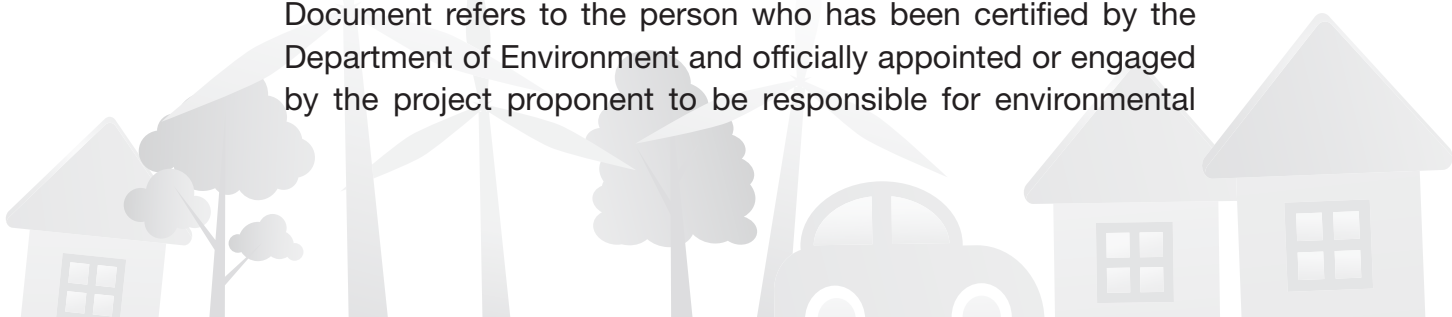 Document refers to the person who has been certified by the
Department of Environment and officially appointed or engaged
by the project proponent to be responsible for environmental